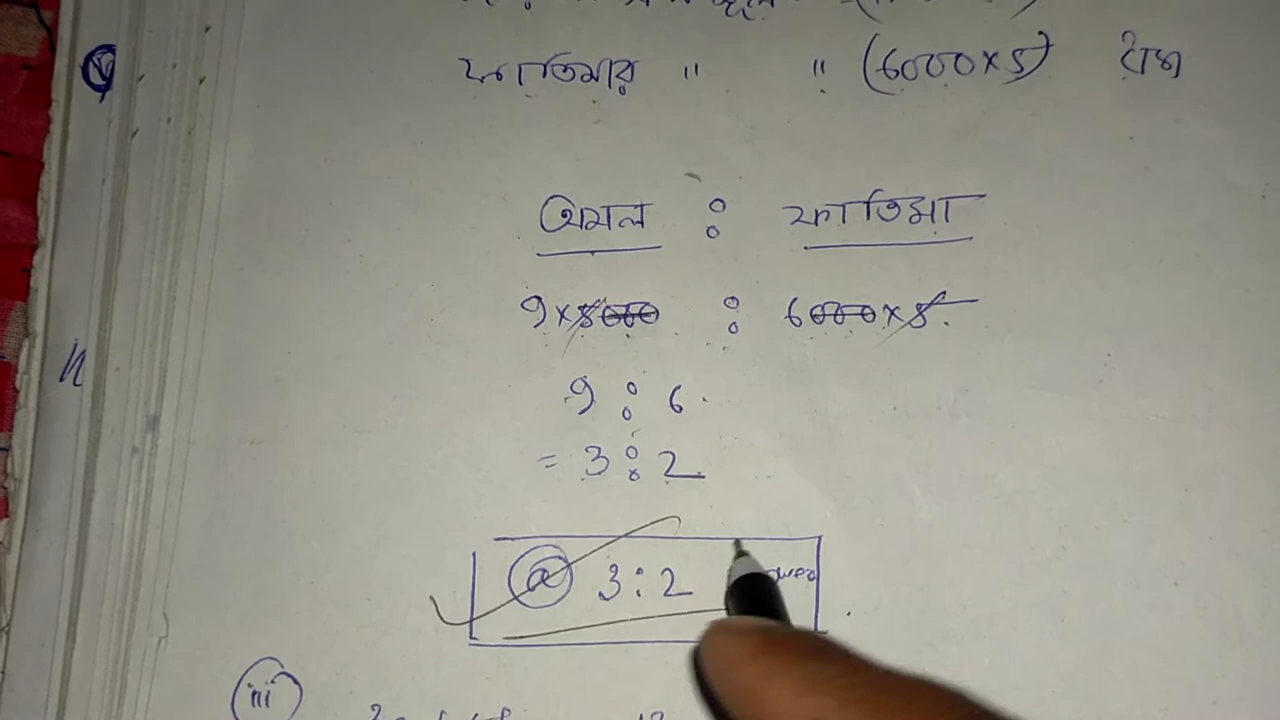 ফাতিমার " " (6000×5)
অমল : ফাতিমা
9×5000 : 6000×5
9 : 6
= 3 : 2
ⓐ 3 : 2
iii